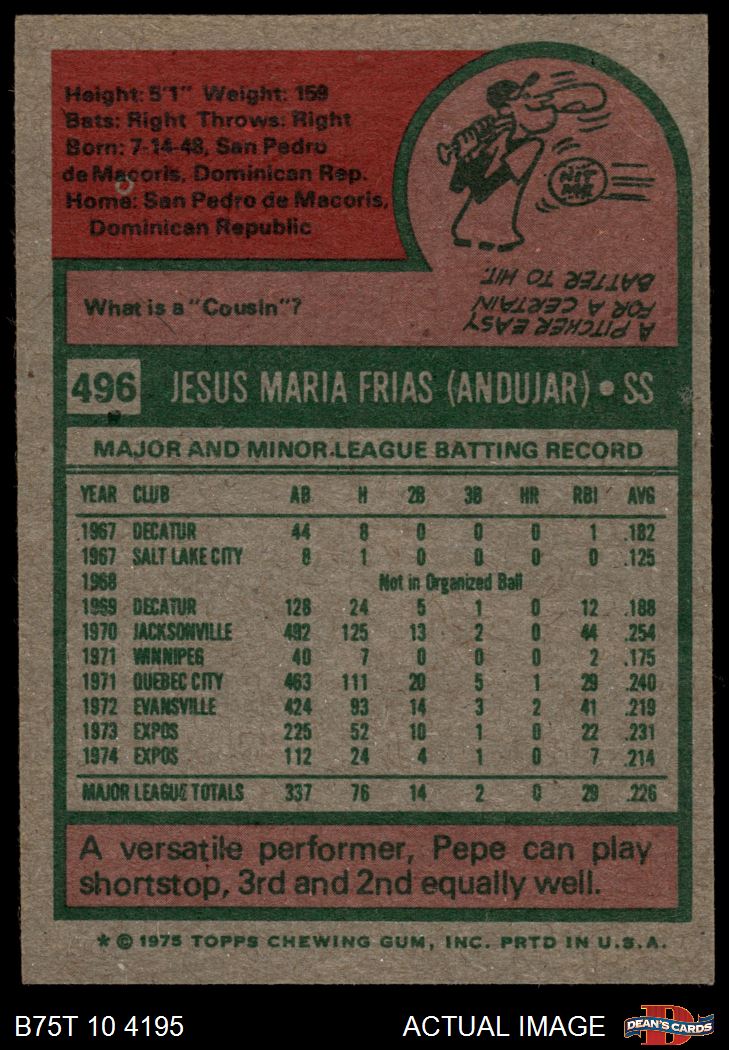 Height: 5'1" Weight: 159
Bats: Right Throws: Right
Born: 7-14-48, San Pedro
de Macoris, Dominican Rep.
Home: San Pedro de Macoris,
Dominican Republic
HIT
ME
What is a "Cousin"?
A PITCHER EASY
FOR A CERTAIN
BATTER TO HIT.
496 JESUS MARIA FRIAS (ANDUJAR) • SS
MAJOR AND MINOR-LEAGUE BATTING RECORD
YEAR CLUB AB H 2B 3B HR RBI AVG
1967 DECATUR 44 8 0 0 0 1 .182
1967 SALT LAKE CITY 8 1 0 0 0 0 .125
1968 Not in Organized Ball
1969 DECATUR 128 24 5 1 0 12 .188
1970 JACKSONVILLE 492 125 13 2 0 44 .254
1971 WINNIPEG 40 7 0 0 0 2 .175
1971 QUEBEC CITY 463 111 20 5 1 29 .240
1972 EVANSVILLE 424 93 14 3 2 41 .219
1973 EXPOS 225 52 10 1 0 22 .231
1974 EXPOS 112 24 4 1 0 7 .214
MAJOR LEAGUE TOTALS 337 76 14 2 0 29 .226
A versatile performer, Pepe can play
shortstop, 3rd and 2nd equally well.
* © 1975 TOPPS CHEWING GUM, INC. PRTD IN U.S.A.
B75T 10 4195 ACTUAL IMAGE DEAN'S CARDS